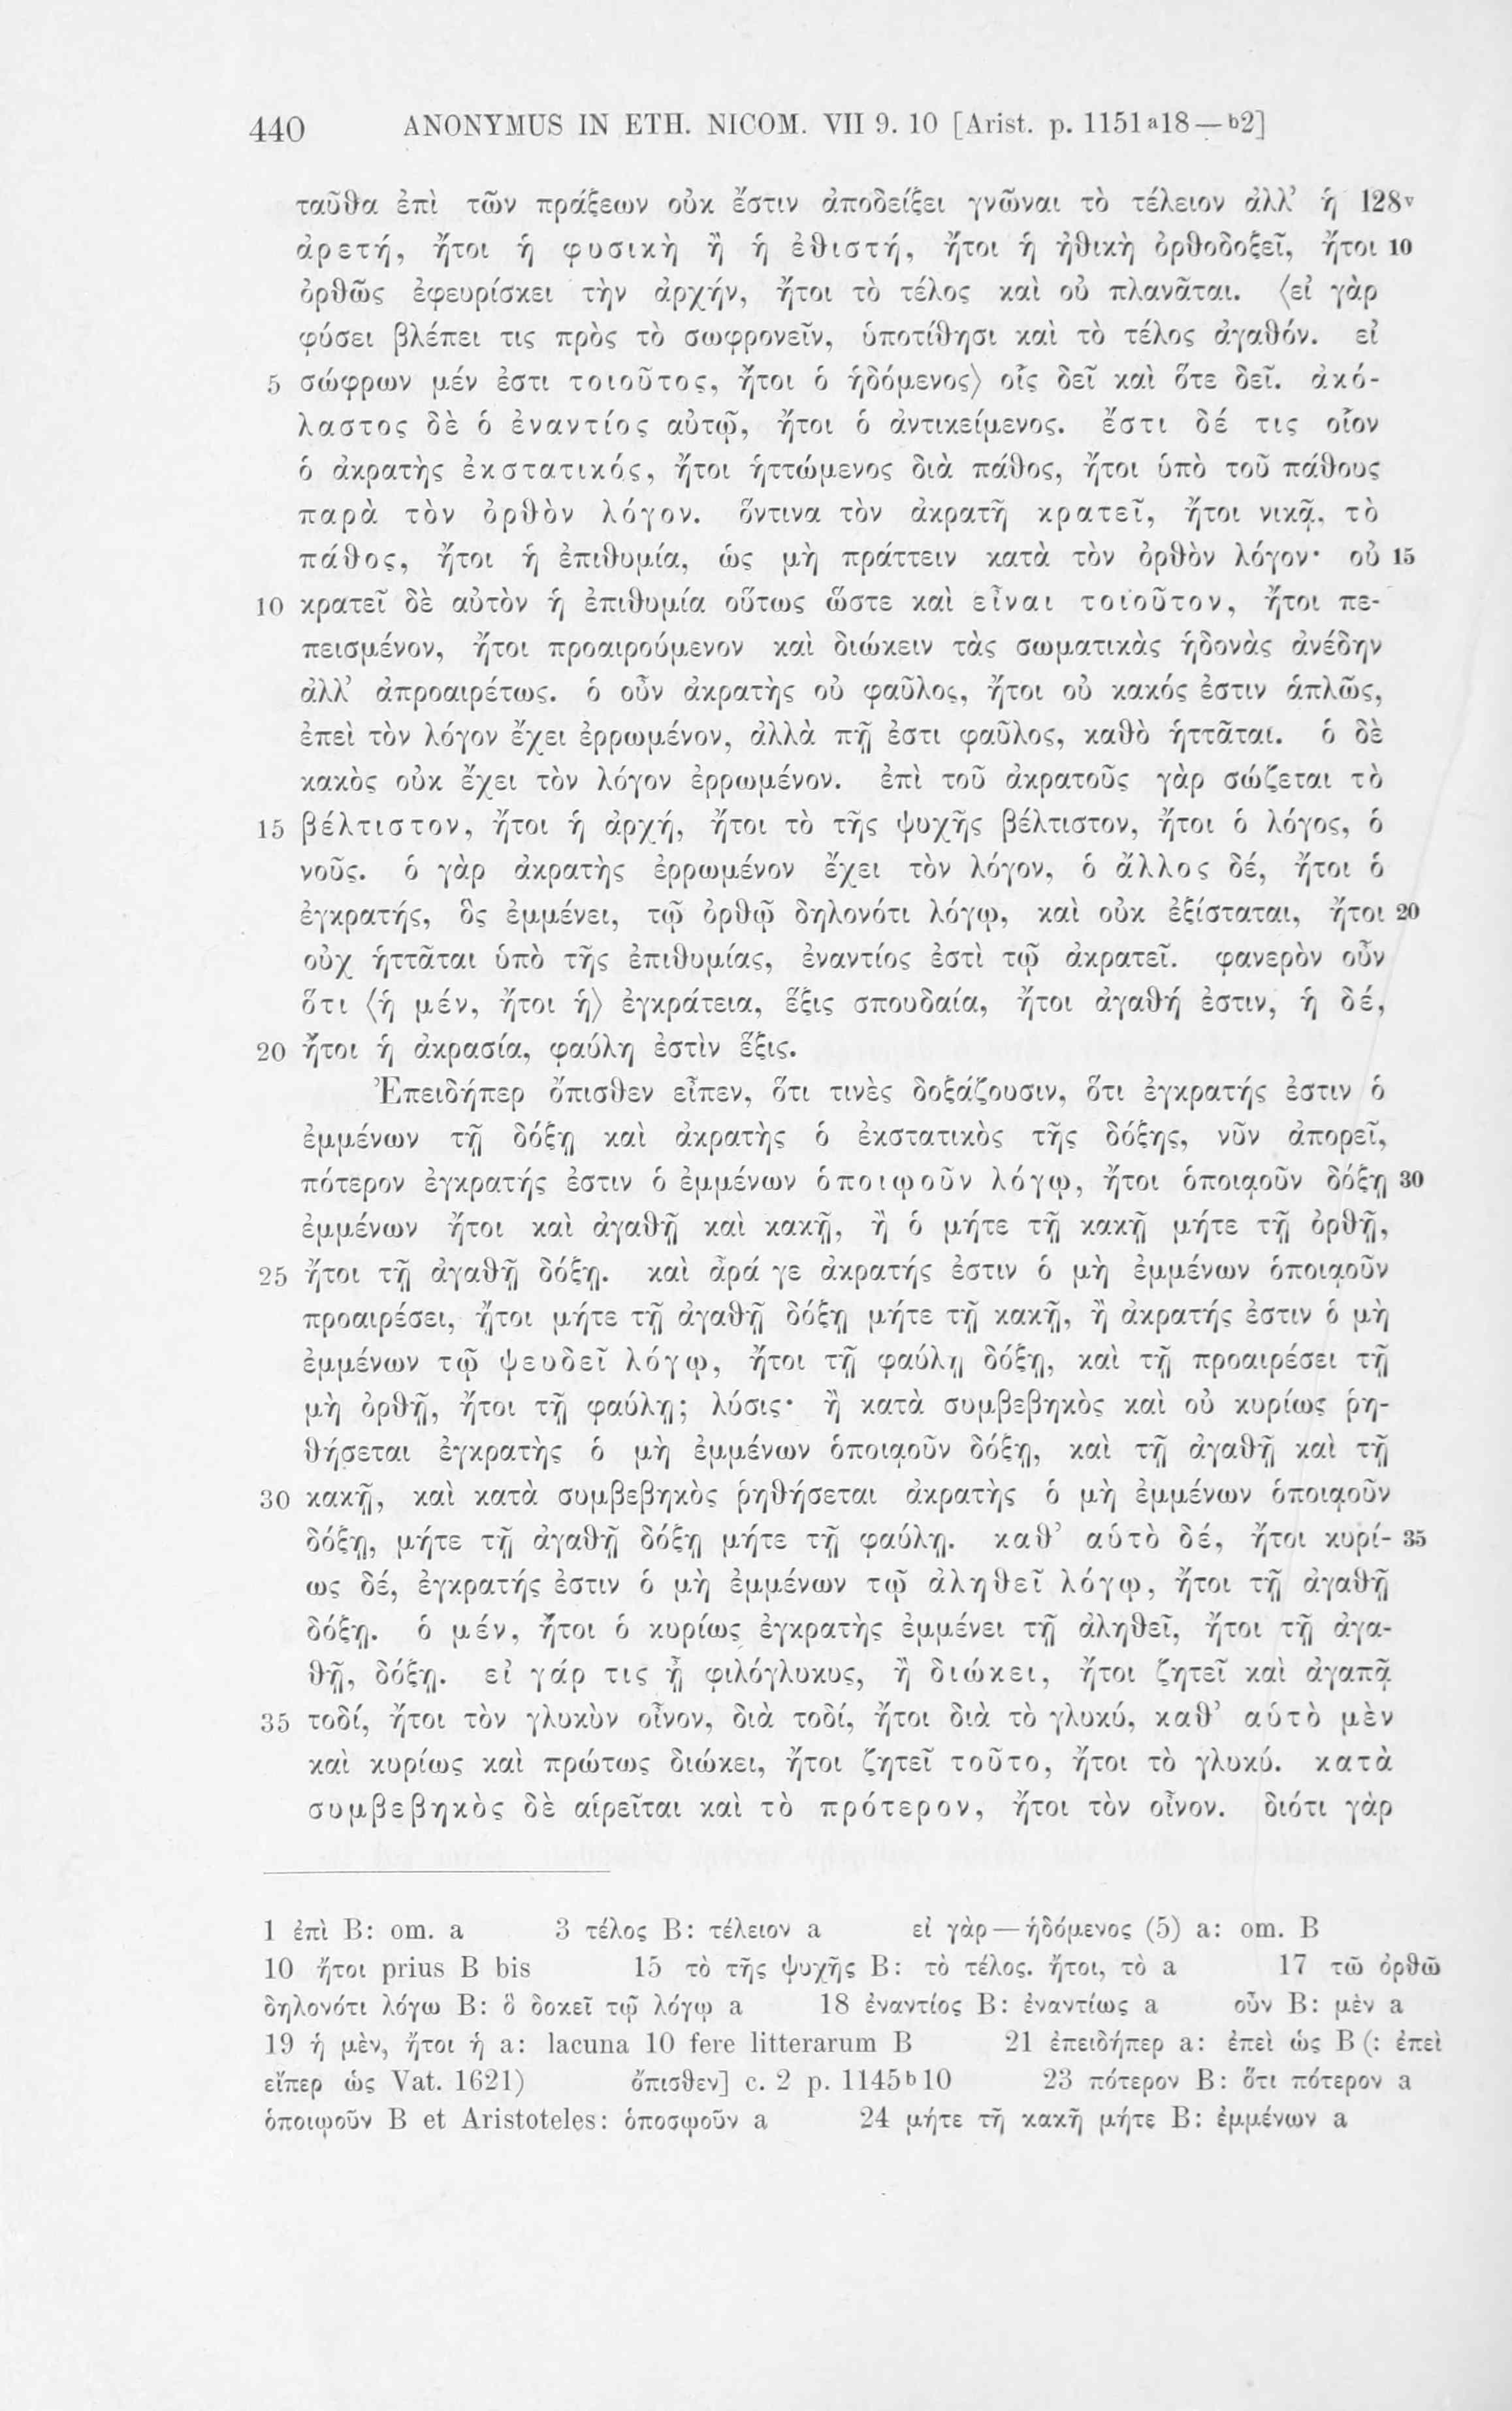 440 ANONYMUS IN ETH. NICOM. VII 9. 10 [Arist. p. 1151a18—b2]
ταῦθα ἐπὶ τῶν πράξεων οὐκ ἔστιν ἀποδείξει γνῶναι τὸ τέλειον ἀλλ’ ἡ 128v
ἀρετή, ἤτοι ἡ φυσικὴ ἢ ἡ ἐθιστή, ἤτοι ἡ ἠθικὴ ὀρθοδοξεῖ, ἤτοι 10
ὀρθῶς ἐφευρίσκει τὴν ἀρχήν, ἤτοι τὸ τέλος καὶ οὐ πλανᾶται. ⟨εἰ γὰρ
φύσει βλέπει τις πρὸς τὸ σωφρονεῖν, ὑποτίθησι καὶ τὸ τέλος ἀγαθόν. εἰ
5 σώφρων μέν ἐστι τοιοῦτος, ἤτοι ὁ ἡδόμενος⟩ οἷς δεῖ καὶ ὅτε δεῖ. ἀκό-
λαστος δὲ ὁ ἐναντίος αὐτῷ, ἤτοι ὁ ἀντικείμενος. ἔστι δέ τις οἷον
ὁ ἀκρατὴς ἐκστατικός, ἤτοι ἡττώμενος διὰ πάθος, ἤτοι ὑπὸ τοῦ πάθους
παρὰ τὸν ὀρθὸν λόγον. ὅντινα τὸν ἀκρατῆ κρατεῖ, ἤτοι νικᾷ, τὸ
πάθος, ἤτοι ἡ ἐπιθυμία, ὡς μὴ πράττειν κατὰ τὸν ὀρθὸν λόγον· οὐ 15
10 κρατεῖ δὲ αὐτὸν ἡ ἐπιθυμία οὕτως ὥστε καὶ εἶναι τοιοῦτον, ἤτοι πε-
πεισμένον, ἤτοι προαιρούμενον καὶ διώκειν τὰς σωματικὰς ἡδονὰς ἀνέδην
ἀλλ’ ἀπροαιρέτως. ὁ οὖν ἀκρατὴς οὐ φαῦλος, ἤτοι οὐ κακός ἐστιν ἁπλῶς,
ἐπεὶ τὸν λόγον ἔχει ἐρρωμένον, ἀλλὰ πῇ ἐστι φαῦλος, καθὸ ἡττᾶται. ὁ δὲ
κακὸς οὐκ ἔχει τὸν λόγον ἐρρωμένον. ἐπὶ τοῦ ἀκρατοῦς γὰρ σώζεται τὸ
15 βέλτιστον, ἤτοι ἡ ἀρχή, ἤτοι τὸ τῆς ψυχῆς βέλτιστον, ἤτοι ὁ λόγος, ὁ
νοῦς. ὁ γὰρ ἀκρατὴς ἐρρωμένον ἔχει τὸν λόγον, ὁ ἄλλος δέ, ἤτοι ὁ
ἐγκρατής, ὃς ἐμμένει, τῷ ὀρθῷ δηλονότι λόγῳ, καὶ οὐκ ἐξίσταται, ἤτοι 20
οὐχ ἡττᾶται ὑπὸ τῆς ἐπιθυμίας, ἐναντίος ἐστὶ τῷ ἀκρατεῖ. φανερὸν οὖν
ὅτι ⟨ἡ μέν, ἤτοι ἡ⟩ ἐγκράτεια, ἕξις σπουδαία, ἤτοι ἀγαθή ἐστιν, ἡ δέ,
20 ἤτοι ἡ ἀκρασία, φαύλη ἐστὶν ἕξις.
Ἐπειδήπερ ὄπισθεν εἶπεν, ὅτι τινὲς δοξάζουσιν, ὅτι ἐγκρατής ἐστιν ὁ
ἐμμένων τῇ δόξῃ καὶ ἀκρατὴς ὁ ἐκστατικὸς τῆς δόξης, νῦν ἀπορεῖ,
πότερον ἐγκρατής ἐστιν ὁ ἐμμένων ὁποιῳοῦν λόγῳ, ἤτοι ὁποιᾳοῦν δόξῃ 30
ἐμμένων ἤτοι καὶ ἀγαθῇ καὶ κακῇ, ἢ ὁ μήτε τῇ κακῇ μήτε τῇ ὀρθῇ,
25 ἤτοι τῇ ἀγαθῇ δόξῃ. καὶ ἆρά γε ἀκρατής ἐστιν ὁ μὴ ἐμμένων ὁποιᾳοῦν
προαιρέσει, ἤτοι μήτε τῇ ἀγαθῇ δόξῃ μήτε τῇ κακῇ, ἢ ἀκρατής ἐστιν ὁ μὴ
ἐμμένων τῷ ψευδεῖ λόγῳ, ἤτοι τῇ φαύλῃ δόξῃ, καὶ τῇ προαιρέσει τῇ
μὴ ὀρθῇ, ἤτοι τῇ φαύλῃ; λύσις· ἢ κατὰ συμβεβηκὸς καὶ οὐ κυρίως ῥη-
θήσεται ἐγκρατὴς ὁ μὴ ἐμμένων ὁποιᾳοῦν δόξῃ, καὶ τῇ ἀγαθῇ καὶ τῇ
30 κακῇ, καὶ κατὰ συμβεβηκὸς ῥηθήσεται ἀκρατὴς ὁ μὴ ἐμμένων ὁποιᾳοῦν
δόξῃ, μήτε τῇ ἀγαθῇ δόξῃ μήτε τῇ φαύλῃ. καθ’ αὑτὸ δέ, ἤτοι κυρί- 35
ως δέ, ἐγκρατής ἐστιν ὁ μὴ ἐμμένων τῷ ἀληθεῖ λόγῳ, ἤτοι τῇ ἀγαθῇ
δόξῃ. ὁ μέν, ἤτοι ὁ κυρίως ἐγκρατὴς ἐμμένει τῇ ἀληθεῖ, ἤτοι τῇ ἀγα-
θῇ, δόξῃ. εἰ γάρ τις ᾖ φιλόγλυκυς, ἢ διώκει, ἤτοι ζητεῖ καὶ ἀγαπᾷ
35 τοδί, ἤτοι τὸν γλυκὺν οἶνον, διὰ τοδί, ἤτοι διὰ τὸ γλυκύ, καθ’ αὑτὸ μὲν
καὶ κυρίως καὶ πρώτως διώκει, ἤτοι ζητεῖ τοῦτο, ἤτοι τὸ γλυκύ. κατὰ
συμβεβηκὸς δὲ αἱρεῖται καὶ τὸ πρότερον, ἤτοι τὸν οἶνον. διότι γὰρ
1 ἐπὶ B: om. a 3 τέλος B: τέλειον a εἰ γὰρ—ἡδόμενος (5) a: om. B
10 ἤτοι prius B bis 15 τὸ τῆς ψυχῆς B: τὸ τέλος. ἤτοι, τὸ a 17 τῶ ὀρθῶ
δηλονότι λόγω B: ὃ δοκεῖ τῷ λόγῳ a 18 ἐναντίος B: ἐναντίως a οὖν B: μὲν a
19 ἡ μὲν, ἤτοι ἡ a: lacuna 10 fere litterarum B 21 ἐπειδήπερ a: ἐπεὶ ὡς B (: ἐπεὶ
εἴπερ ὡς Vat. 1621) ὄπισθεν] c. 2 p. 1145b10 23 πότερον B: ὅτι πότερον a
ὁποιῳοῦν B et Aristoteles: ὁποσῳοῦν a 24 μήτε τῇ κακῇ μήτε B: ἐμμένων a